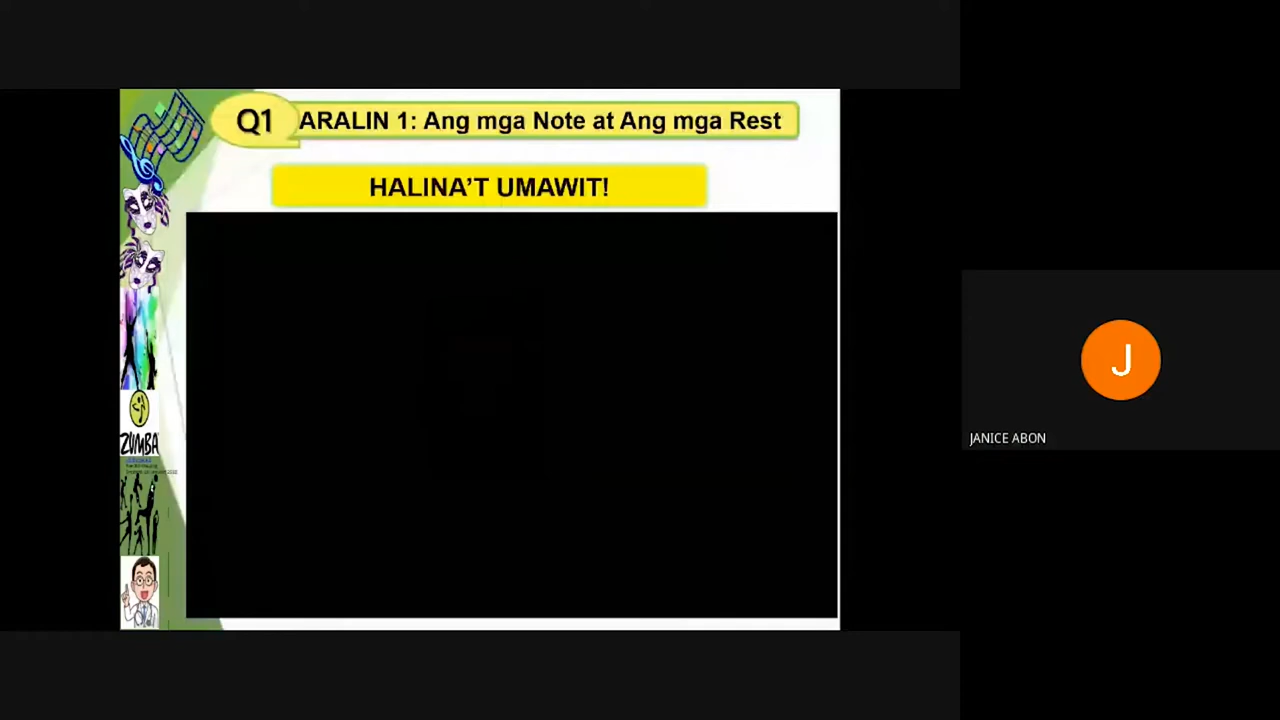 Q1
ARALIN 1: Ang mga Note at Ang mga Rest
HALINA’T UMAWIT!
ZUMBA
J
JANICE ABON